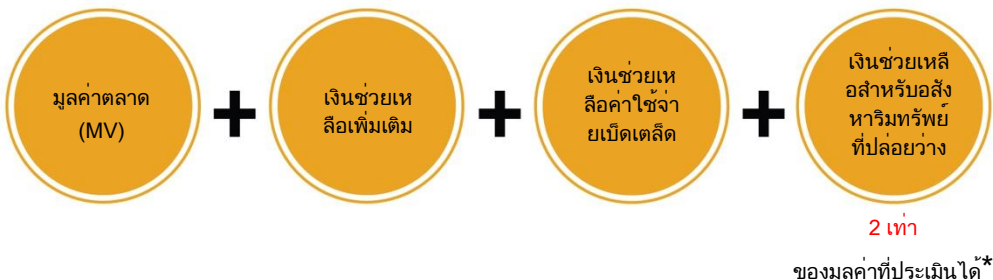 มูลค่าตลาด
(MV)
+
เงินช่วยเห
ลือเพิ่มเติม
+
เงินช่วยเห
ลือค่าใช้จ่า
ยเบ็ดเตล็ด
+
เงินช่วยเหลื
อสำหรับอสัง
หาริมทรัพย์
ที่ปล่อยว่าง
2 เท่า
ของมูลค่าที่ประเมินได้*